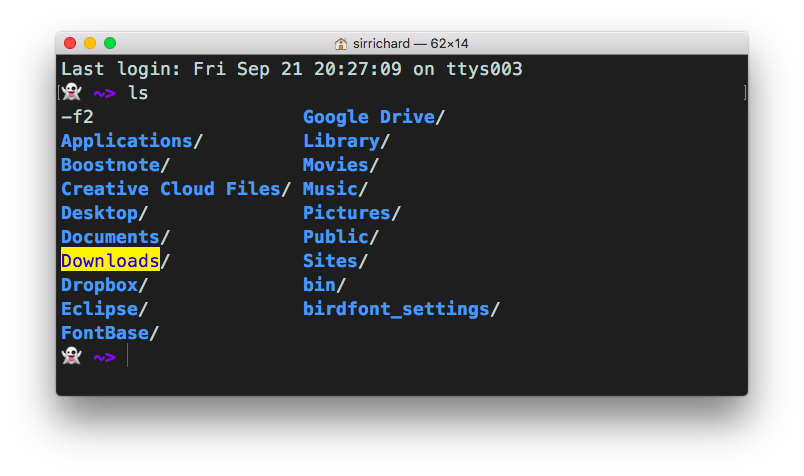 sirrichard — 62×14
Last login: Fri Sep 21 20:27:09 on ttys003
👻 ~> ls
-f2 Google Drive/
Applications/ Library/
Boostnote/ Movies/
Creative Cloud Files/ Music/
Desktop/ Pictures/
Documents/ Public/
Downloads/ Sites/
Dropbox/ bin/
Eclipse/ birdfont_settings/
FontBase/
👻 ~>